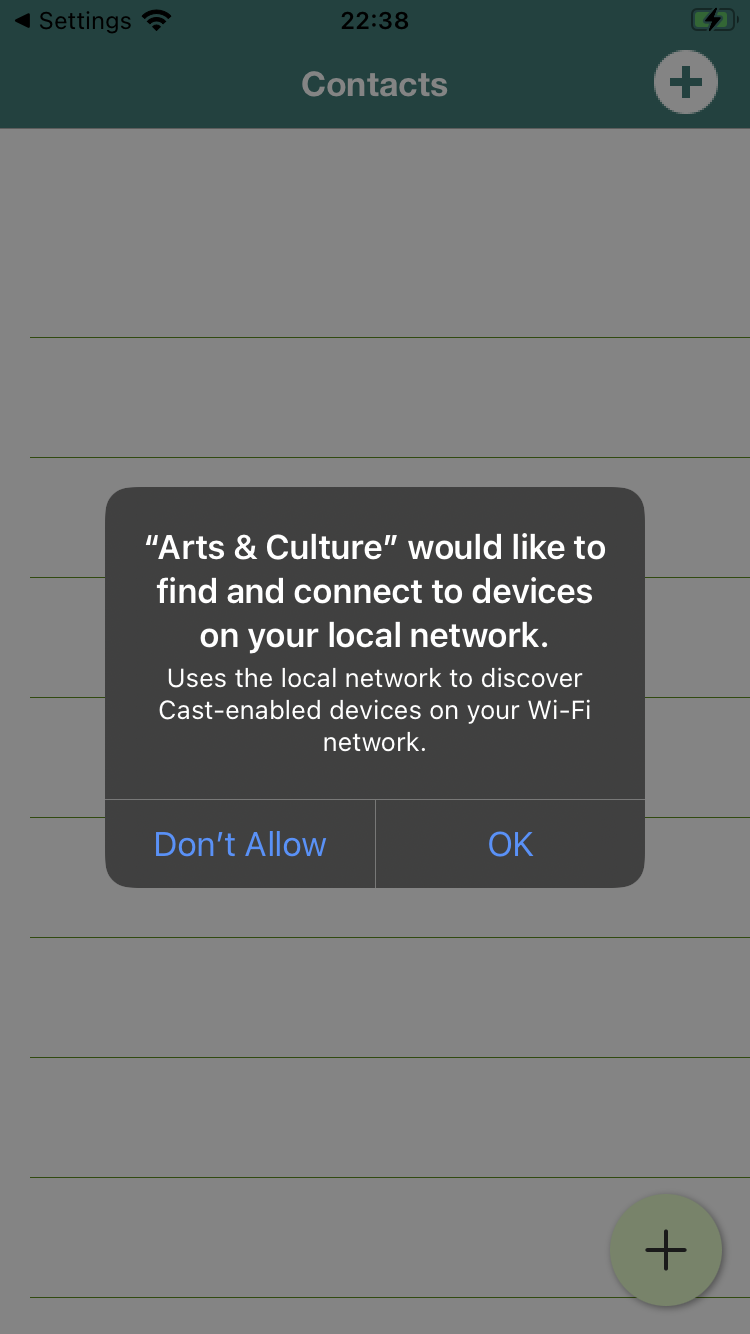 ◀ Settings 22:38
Contacts
“Arts & Culture” would like to
find and connect to devices
on your local network.
Uses the local network to discover
Cast-enabled devices on your Wi-Fi
network.
Don’t Allow OK